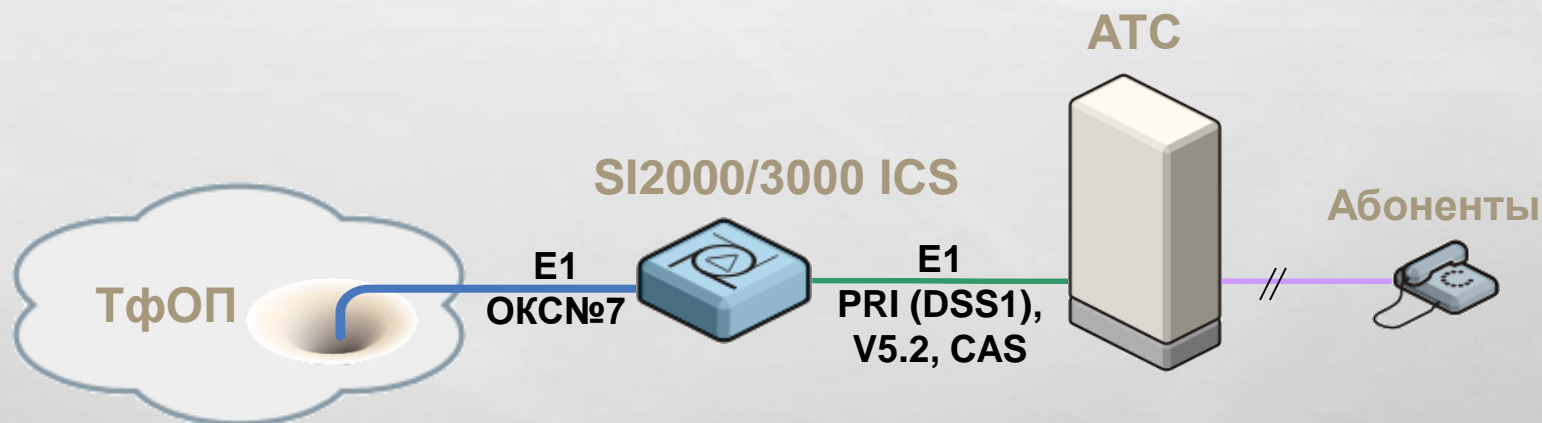 АТС
SI2000/3000 ICS
Абоненты
ТфОП
E1
ОКС№7
E1
PRI (DSS1),
V5.2, CAS